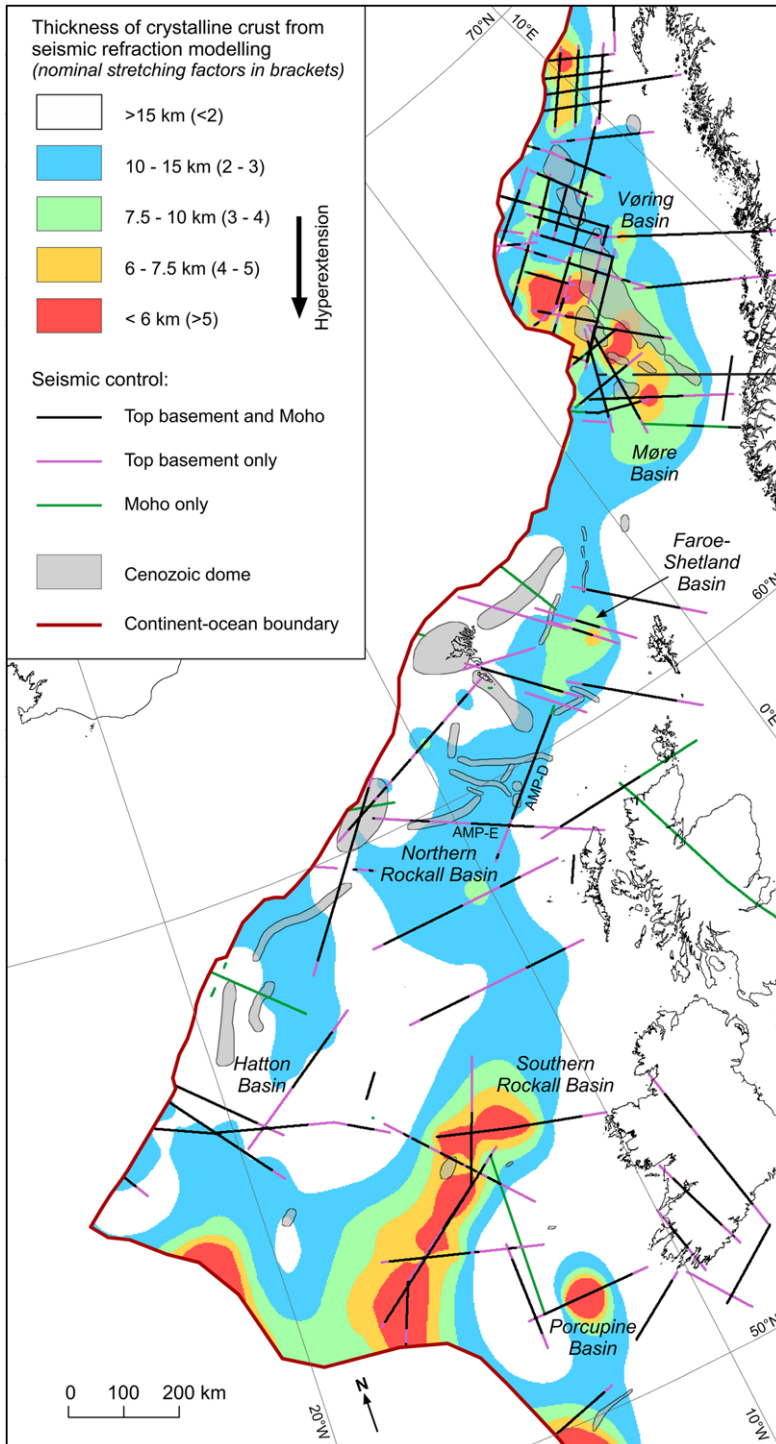 Thickness of crystalline crust from
seismic refraction modelling
(nominal stretching factors in brackets)
>15 km (<2)
10 - 15 km (2 - 3)
7.5 - 10 km (3 - 4)
6 - 7.5 km (4 - 5)
< 6 km (>5)
Hyperextension
Seismic control:
Top basement and Moho
Top basement only
Moho only
Cenozoic dome
Continent-ocean boundary
70°N
10°E
Vøring
Basin
Møre
Basin
Faroe-
Shetland
Basin
60°N
0°E
AMP-D
AMP-E
Northern
Rockall Basin
Hatton
Basin
Southern
Rockall Basin
Porcupine
Basin
50°N
10°W
20°W
N
0 100 200 km